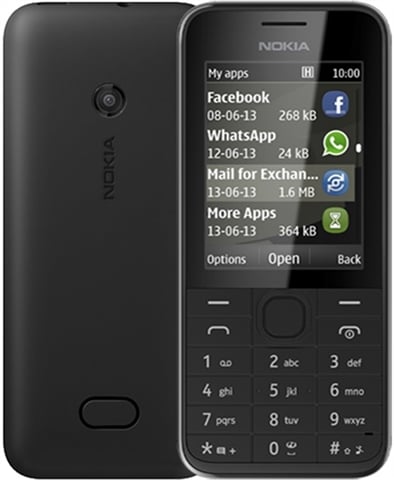 NOKIA
NOKIA
My apps H 10:00
Facebook
08-06-13 268 kB f
WhatsApp
12-06-13 24 kB
Mail for Exchan...
13-06-13 1.6 MB
More Apps
13-06-13 364 kB
Options Open Back
1 2 abc 3 def
4 ghi 5 jkl 6 mno
7 pqrs 8 tuv 9 wxyz
* + 0 #